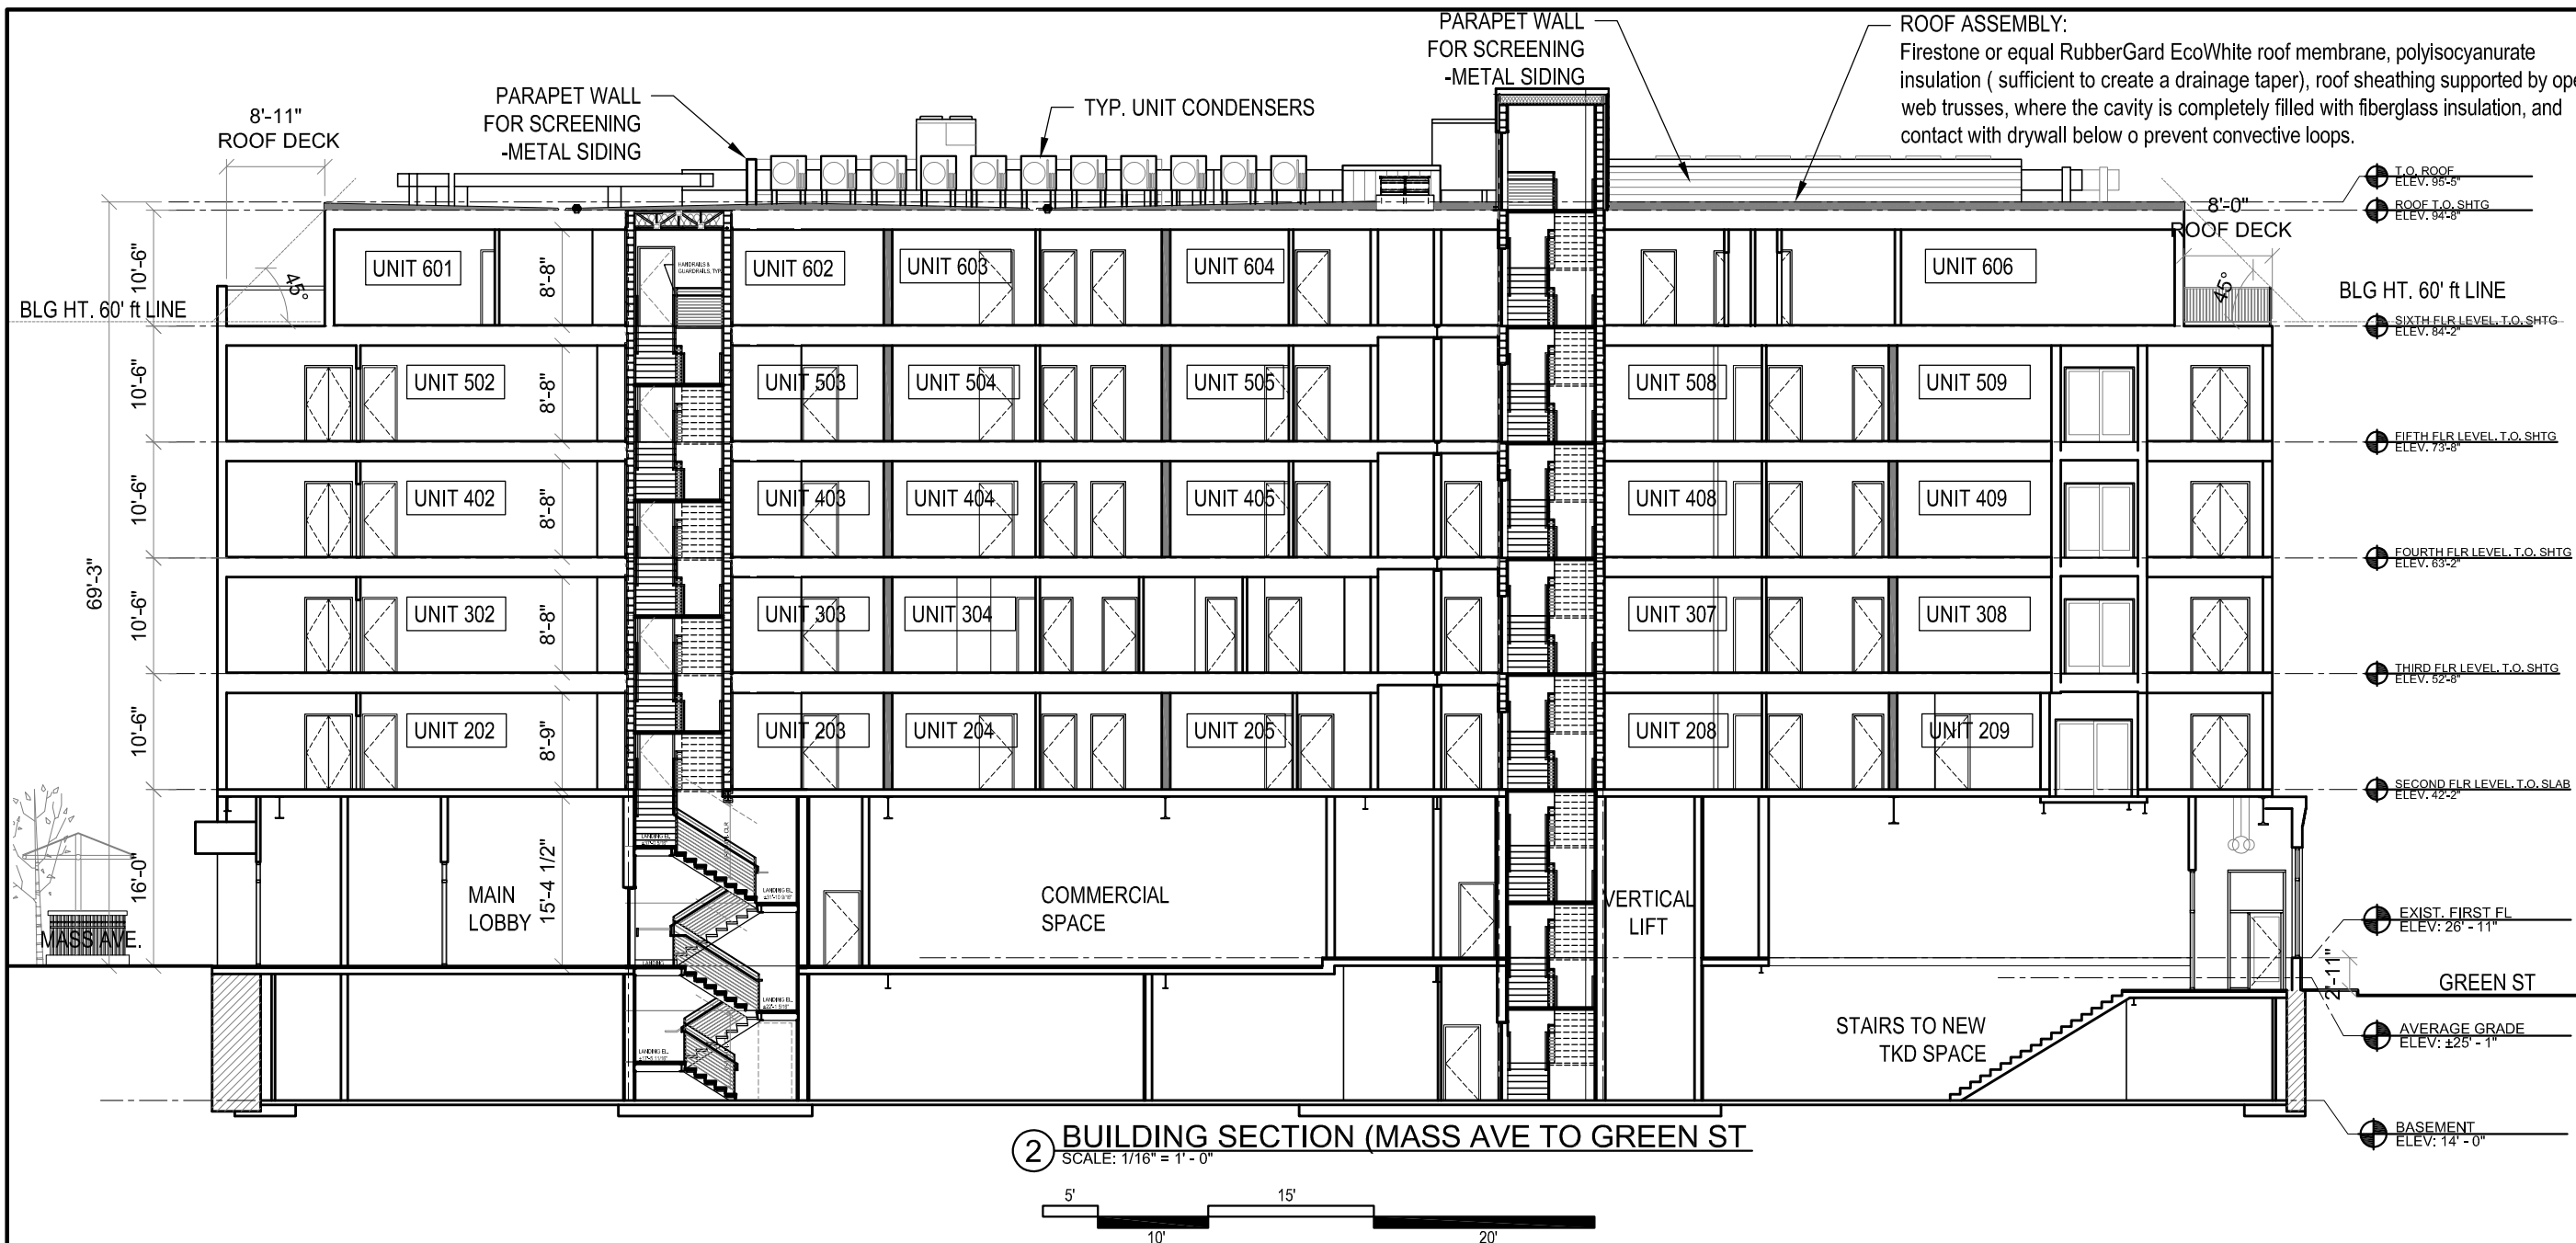 PARAPET WALL
FOR SCREENING
-METAL SIDING
ROOF ASSEMBLY:
Firestone or equal RubberGard EcoWhite roof membrane, polyisocyanurate
insulation ( sufficient to create a drainage taper), roof sheathing supported by ope
web trusses, where the cavity is completely filled with fiberglass insulation, and
contact with drywall below o prevent convective loops.
8'-11"
ROOF DECK
PARAPET WALL
FOR SCREENING
-METAL SIDING
TYP. UNIT CONDENSERS
T.O. ROOF
ELEV. 95'-5"
ROOF T.O. SHTG
ELEV. 94'-8"
8'-0"
ROOF DECK
10'-6"
45°
UNIT 601
8'-8"
HANDRAILS &
GUARDRAILS, TYP.
UNIT 602
UNIT 603
UNIT 604
UNIT 606
45°
BLG HT. 60' ft LINE
BLG HT. 60' ft LINE
SIXTH FLR LEVEL. T.O. SHTG
ELEV. 84'-2"
10'-6"
UNIT 502
8'-8"
UNIT 503
UNIT 504
UNIT 505
UNIT 508
UNIT 509
FIFTH FLR LEVEL. T.O. SHTG
ELEV. 73'-8"
10'-6"
UNIT 402
8'-8"
UNIT 403
UNIT 404
UNIT 405
UNIT 408
UNIT 409
FOURTH FLR LEVEL. T.O. SHTG
ELEV. 63'-2"
69'-3"
10'-6"
UNIT 302
8'-8"
UNIT 303
UNIT 304
UNIT 307
UNIT 308
THIRD FLR LEVEL. T.O. SHTG
ELEV. 52'-8"
10'-6"
UNIT 202
8'-9"
UNIT 203
UNIT 204
UNIT 205
UNIT 208
UNIT 209
SECOND FLR LEVEL. T.O. SLAB
ELEV. 42'-2"
16'-0"
MAIN
LOBBY
15'-4 1/2"
LANDING EL.
LANDING EL.
COMMERCIAL
SPACE
VERTICAL
LIFT
MASS AVE.
EXIST. FIRST FL
ELEV: 26' - 11"
LANDING
LANDING EL.
2'-11"
GREEN ST
STAIRS TO NEW
TKD SPACE
AVERAGE GRADE
ELEV: ±25' - 1"
LANDING EL.
BASEMENT
ELEV: 14' - 0"
2
BUILDING SECTION (MASS AVE TO GREEN ST
SCALE: 1/16" = 1' - 0"
5'
15'
10'
20'